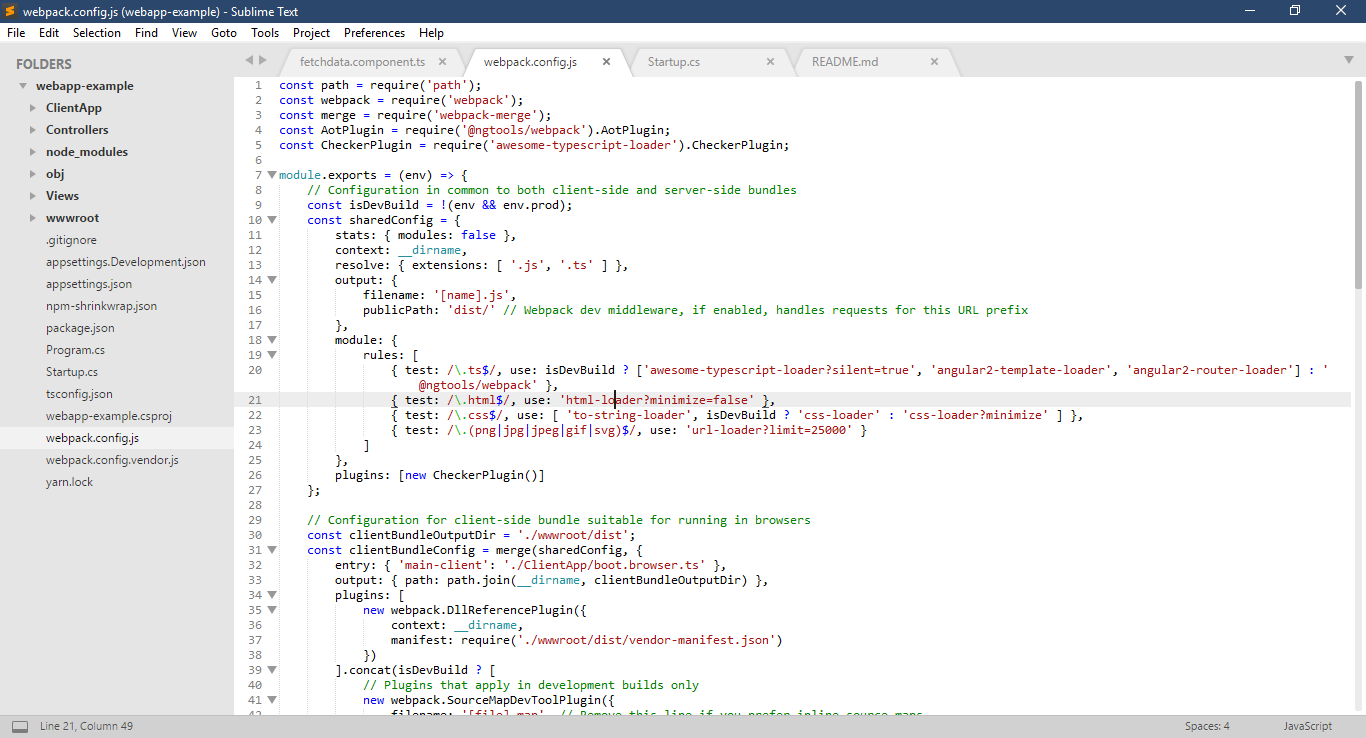 webpack.config.js (webapp-example) - Sublime Text
File Edit Selection Find View Goto Tools Project Preferences Help
FOLDERS
webapp-example
ClientApp
Controllers
node_modules
obj
Views
wwwroot
.gitignore
appsettings.Development.json
appsettings.json
npm-shrinkwrap.json
package.json
Program.cs
Startup.cs
tsconfig.json
webapp-example.csproj
webpack.config.js
webpack.config.vendor.js
yarn.lock
fetchdata.component.ts webpack.config.js Startup.cs README.md
1 const path = require('path');
2 const webpack = require('webpack');
3 const merge = require('webpack-merge');
4 const AotPlugin = require('@ngtools/webpack').AotPlugin;
5 const CheckerPlugin = require('awesome-typescript-loader').CheckerPlugin;
6
7 module.exports = (env) => {
8     // Configuration in common to both client-side and server-side bundles
9     const isDevBuild = !(env && env.prod);
10     const sharedConfig = {
11         stats: { modules: false },
12         context: __dirname,
13         resolve: { extensions: [ '.js', '.ts' ] },
14         output: {
15             filename: '[name].js',
16             publicPath: 'dist/' // Webpack dev middleware, if enabled, handles requests for this URL prefix
17         },
18         module: {
19             rules: [
20                 { test: /\.ts$/, use: isDevBuild ? ['awesome-typescript-loader?silent=true', 'angular2-template-loader', 'angular2-router-loader'] : '
@ngtools/webpack' },
21                 { test: /\.html$/, use: 'html-loader?minimize=false' },
22                 { test: /\.css$/, use: [ 'to-string-loader', isDevBuild ? 'css-loader' : 'css-loader?minimize' ] },
23                 { test: /\.(png|jpg|jpeg|gif|svg)$/, use: 'url-loader?limit=25000' }
24             ]
25         },
26         plugins: [new CheckerPlugin()]
27     };
28
29     // Configuration for client-side bundle suitable for running in browsers
30     const clientBundleOutputDir = './wwwroot/dist';
31     const clientBundleConfig = merge(sharedConfig, {
32         entry: { 'main-client': './ClientApp/boot.browser.ts' },
33         output: { path: path.join(__dirname, clientBundleOutputDir) },
34         plugins: [
35             new webpack.DllReferencePlugin({
36                 context: __dirname,
37                 manifest: require('./wwwroot/dist/vendor-manifest.json')
38             })
39         ].concat(isDevBuild ? [
40             // Plugins that apply in development builds only
41             new webpack.SourceMapDevToolPlugin({
42                 filename: '[file].map', // Remove this line if you prefer inline source maps
Line 21, Column 49 Spaces: 4 JavaScript